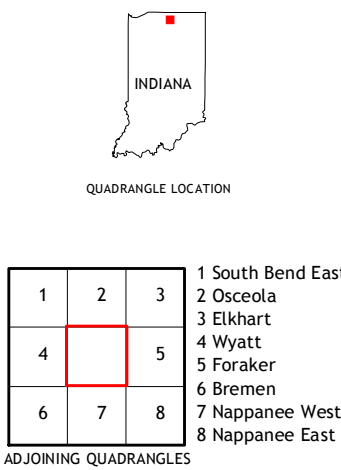 INDIANA
QUADRANGLE LOCATION
1 2 3
4 5
6 7 8
1 South Bend East
2 Osceola
3 Elkhart
4 Wyatt
5 Foraker
6 Bremen
7 Nappanee West
8 Nappanee East
ADJOINING QUADRANGLES